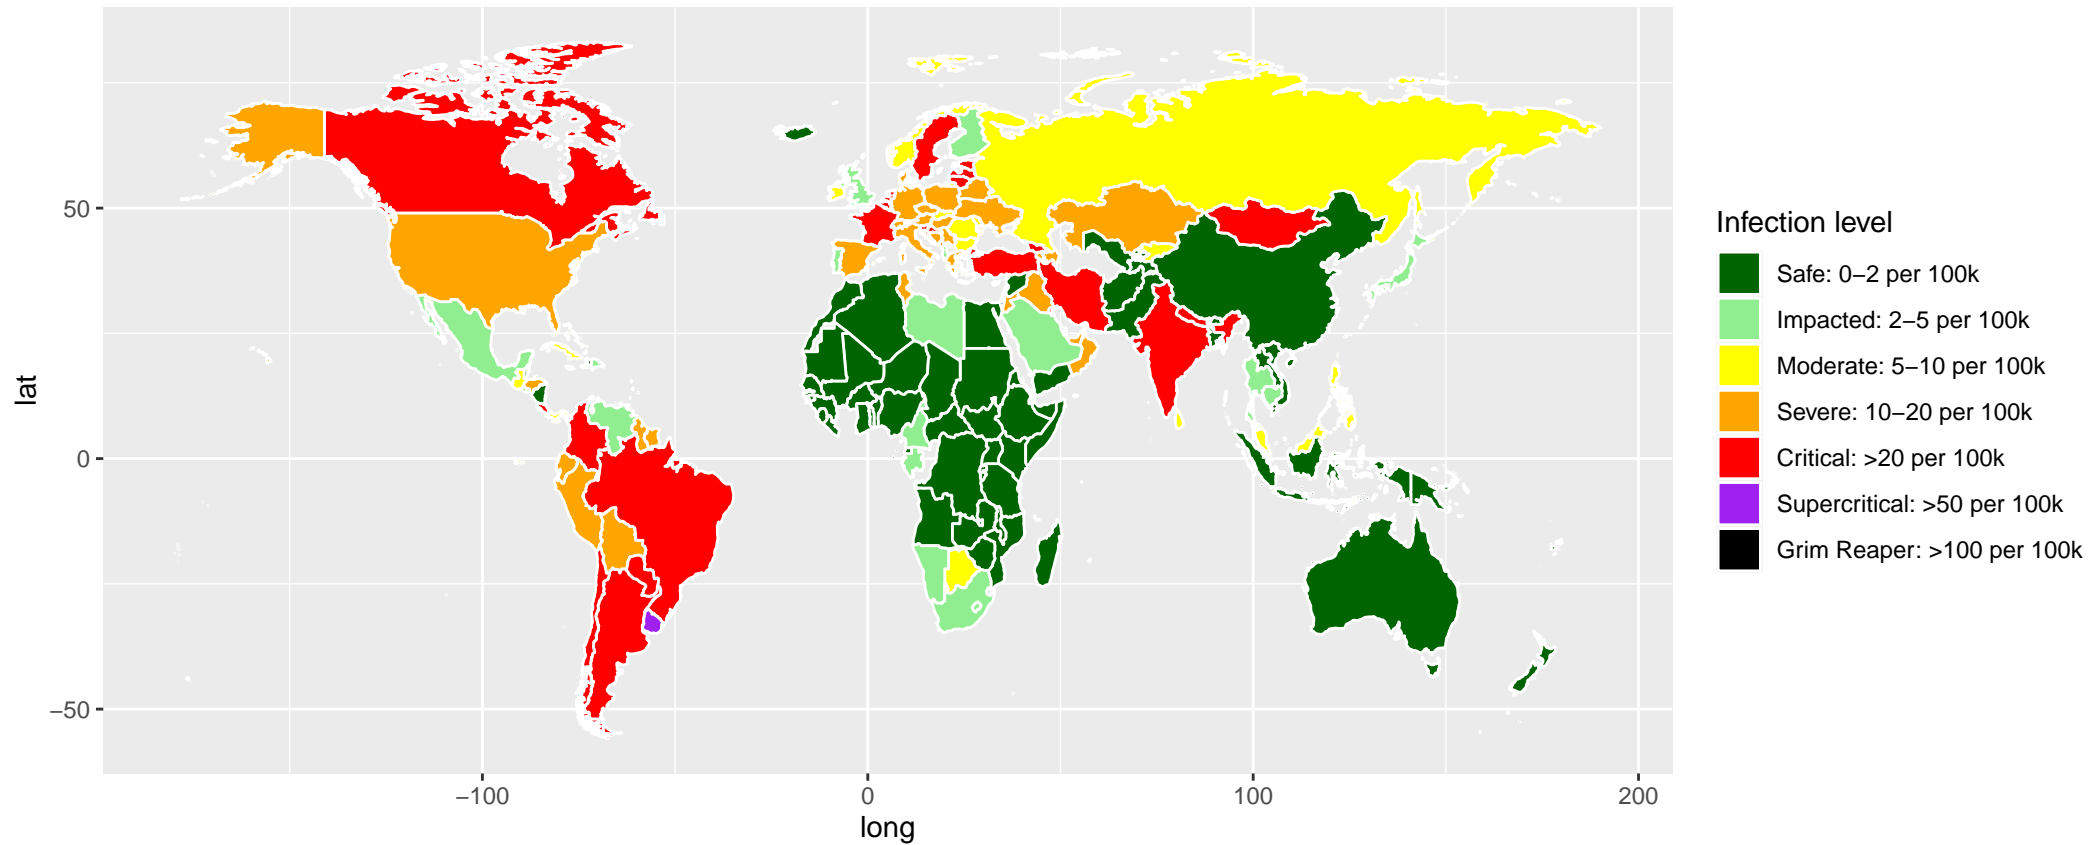 50
0
−50
lat
−100
0
100
200
long
Infection level
Safe: 0−2 per 100k
Impacted: 2−5 per 100k
Moderate: 5−10 per 100k
Severe: 10−20 per 100k
Critical: >20 per 100k
Supercritical: >50 per 100k
Grim Reaper: >100 per 100k